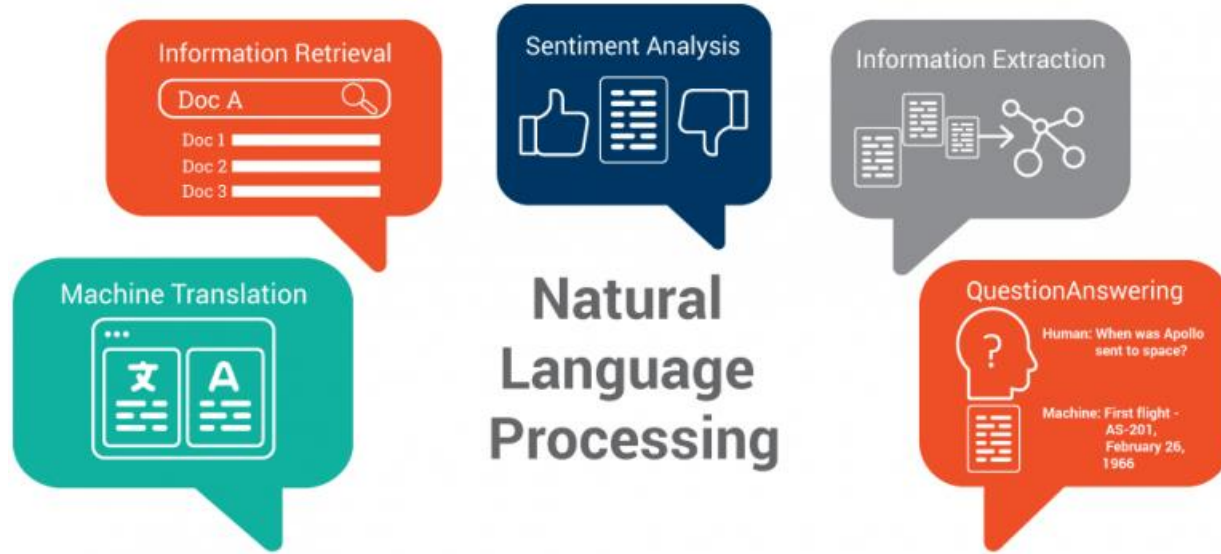 Information Retrieval
Doc A
Doc 1
Doc 2
Doc 3
Sentiment Analysis
Information Extraction
Machine Translation
文 A
Natural
Language
Processing
QuestionAnswering
?
Human: When was Apollo
sent to space?
Machine: First flight -
AS-201,
February 26,
1966